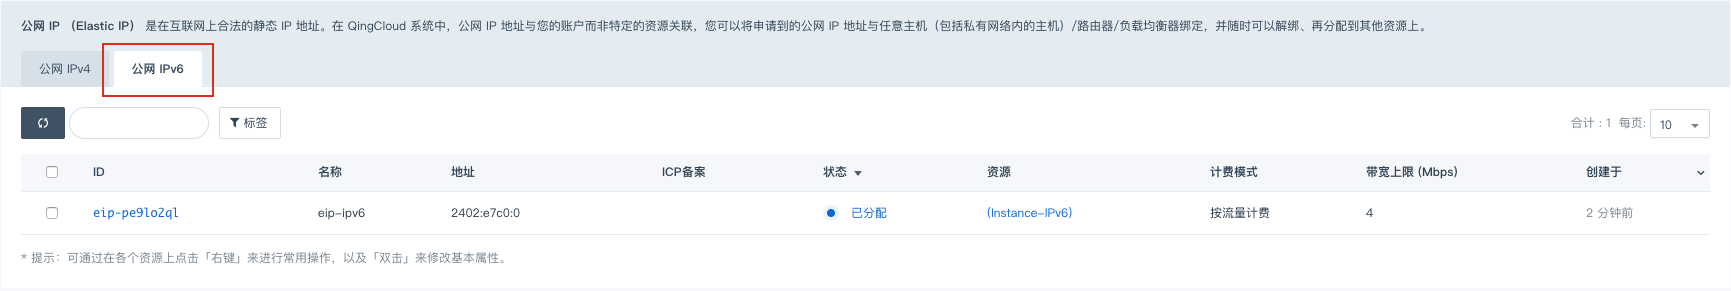 公网 IP （Elastic IP） 是在互联网上合法的静态 IP 地址。在 QingCloud 系统中，公网 IP 地址与您的账户而非特定的资源关联，您可以将申请到的公网 IP 地址与任意主机（包括私有网络内的主机）/路由器/负载均衡器绑定，并随时可以解绑、再分配到其他资源上。
公网 IPv4 公网 IPv6
标签 合计 : 1 每页: 10
ID 名称 地址 ICP备案 状态 资源 计费模式 带宽上限 (Mbps) 创建于
eip-pe9lo2ql eip-ipv6 2402:e7c0:0 已分配 (Instance-IPv6) 按流量计费 4 2 分钟前
* 提示：可通过在各个资源上点击「右键」来进行常用操作，以及「双击」来修改基本属性。